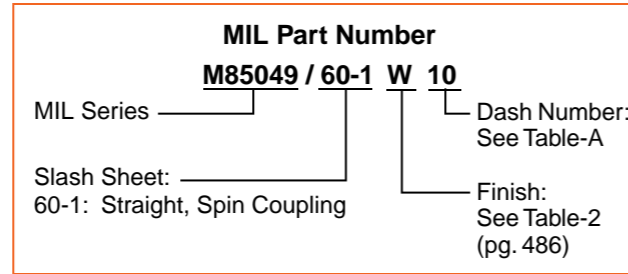 MIL Part Number
M85049 / 60-1 W 10
MIL Series
Dash Number:
See Table-A
Slash Sheet:
60-1: Straight, Spin Coupling
Finish:
See Table-2
(pg. 486)